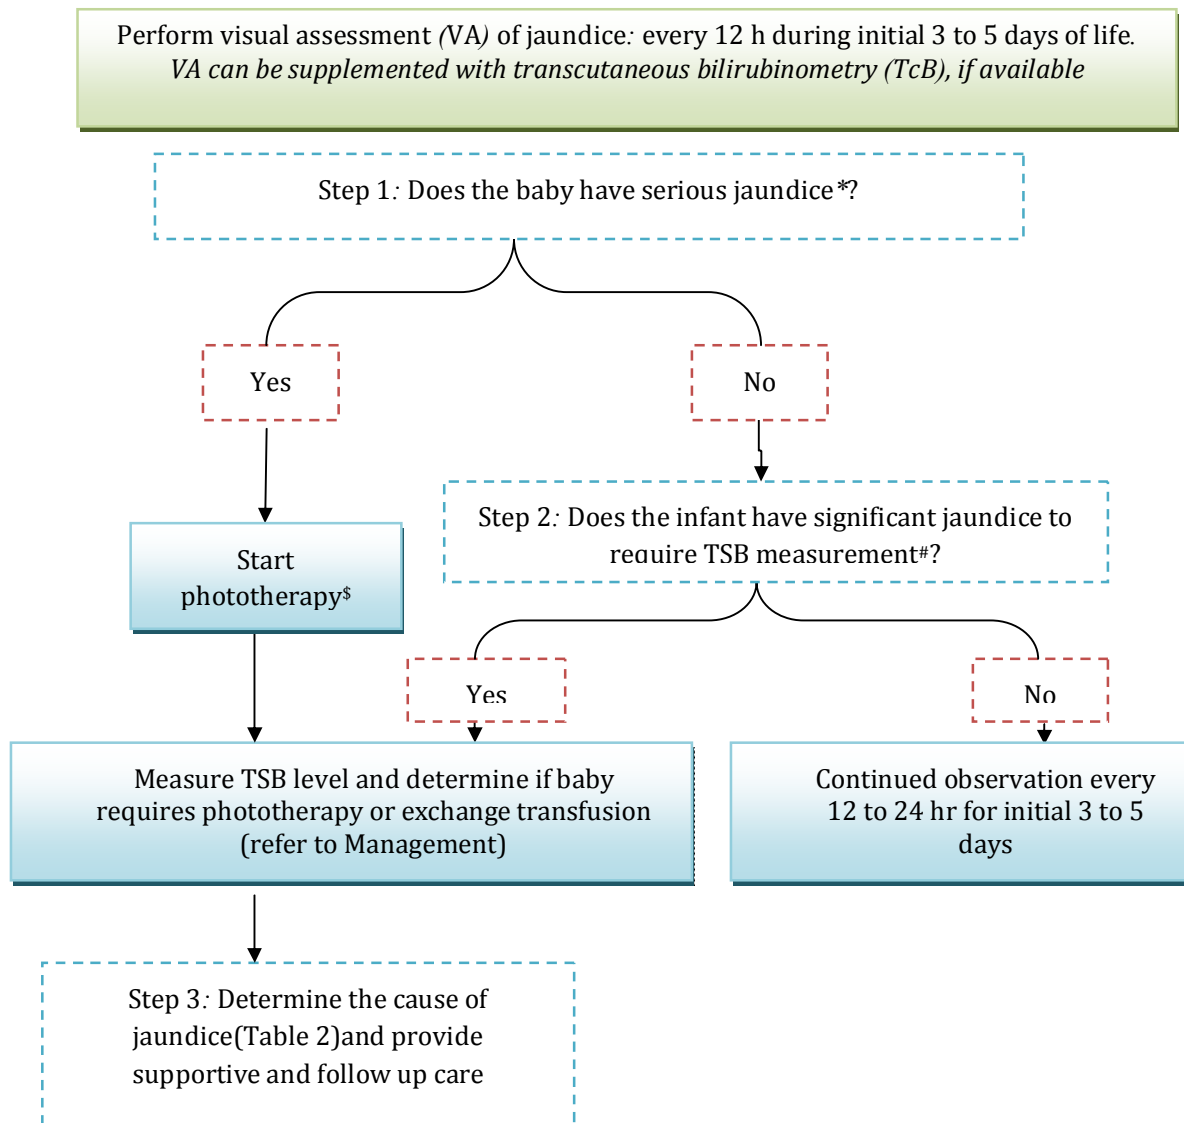 Perform visual assessment (VA) of jaundice: every 12 h during initial 3 to 5 days of life.
VA can be supplemented with transcutaneous bilirubinometry (TcB), if available
Step 1: Does the baby have serious jaundice*?
Yes
No
Step 2: Does the infant have significant jaundice to
require TSB measurement#?
Start
phototherapy$
Yes
No
Measure TSB level and determine if baby
requires phototherapy or exchange transfusion
(refer to Management)
Continued observation every
12 to 24 hr for initial 3 to 5
days
Step 3: Determine the cause of
jaundice(Table 2)and provide
supportive and follow up care